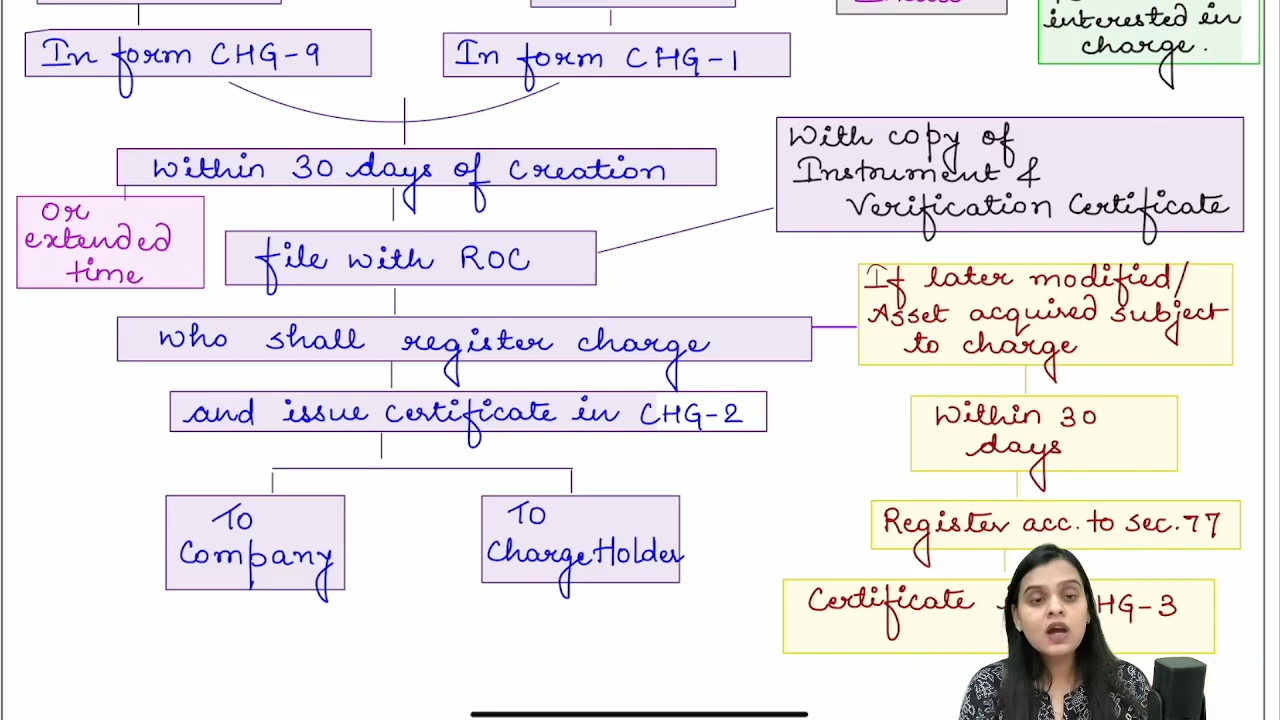 interested in
charge.
In form CHG-9
In form CHG-1
With copy of
Instrument &
Verification Certificate
Within 30 days of Creation
Or
extended
time
file with ROC
If later modified/
Asset acquired subject
to charge
who shall register charge
and issue certificate in CHG-2
Within 30
days
To
Company
To
ChargeHolder
Register acc. to sec. 77
Certificate
HG-3